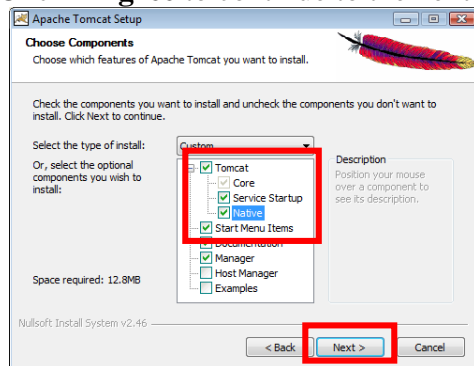 Apache Tomcat Setup
Choose Components
Choose which features of Apache Tomcat you want to install.
Check the components you want to install and uncheck the components you don't want to
install. Click Next to continue.
Select the type of install:
Custom
Or, select the optional
components you wish to
install:
Tomcat
Core
Service Startup
Native
Start Menu Items
Documentation
Manager
Host Manager
Examples
Description
Position your mouse
over a component to
see its description.
Space required: 12.8MB
Nullsoft Install System v2.46
< Back
Next >
Cancel